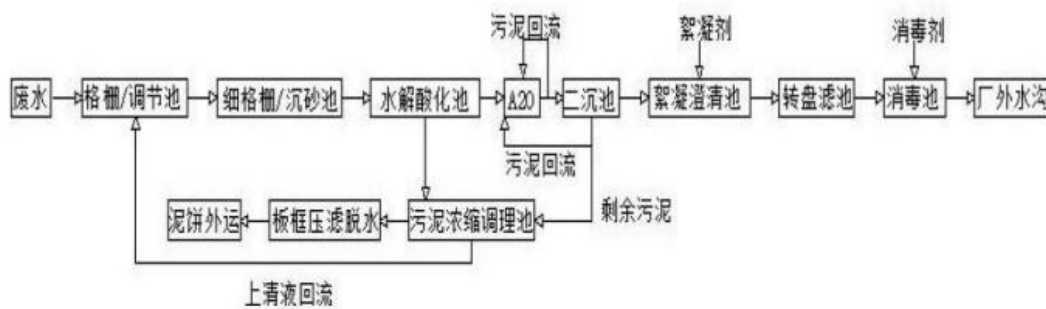 污泥回流
絮凝剂
消毒剂
废水
格栅/调节池
细格栅/沉砂池
水解酸化池
A20
二沉池
絮凝澄清池
转盘滤池
消毒池
厂外水沟
污泥回流
剩余污泥
泥饼外运
板框压滤脱水
污泥浓缩调理池
上清液回流